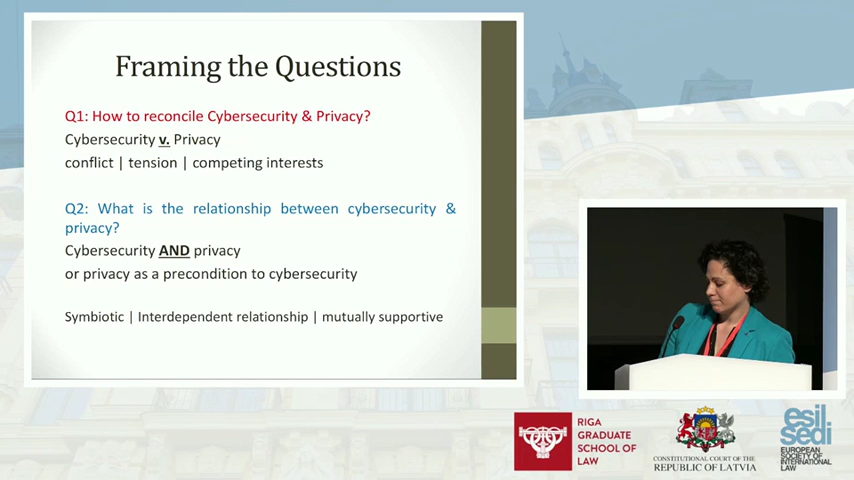 Framing the Questions
Q1: How to reconcile Cybersecurity & Privacy?
Cybersecurity v. Privacy
conflict | tension | competing interests
Q2: What is the relationship between cybersecurity &
privacy?
Cybersecurity AND privacy
or privacy as a precondition to cybersecurity
Symbiotic | Interdependent relationship | mutually supportive
RIGA
GRADUATE
SCHOOL OF
LAW
CONSTITUTIONAL COURT OF THE
REPUBLIC OF LATVIA
esil
sedi
EUROPEAN
SOCIETY OF
INTERNATIONAL
LAW